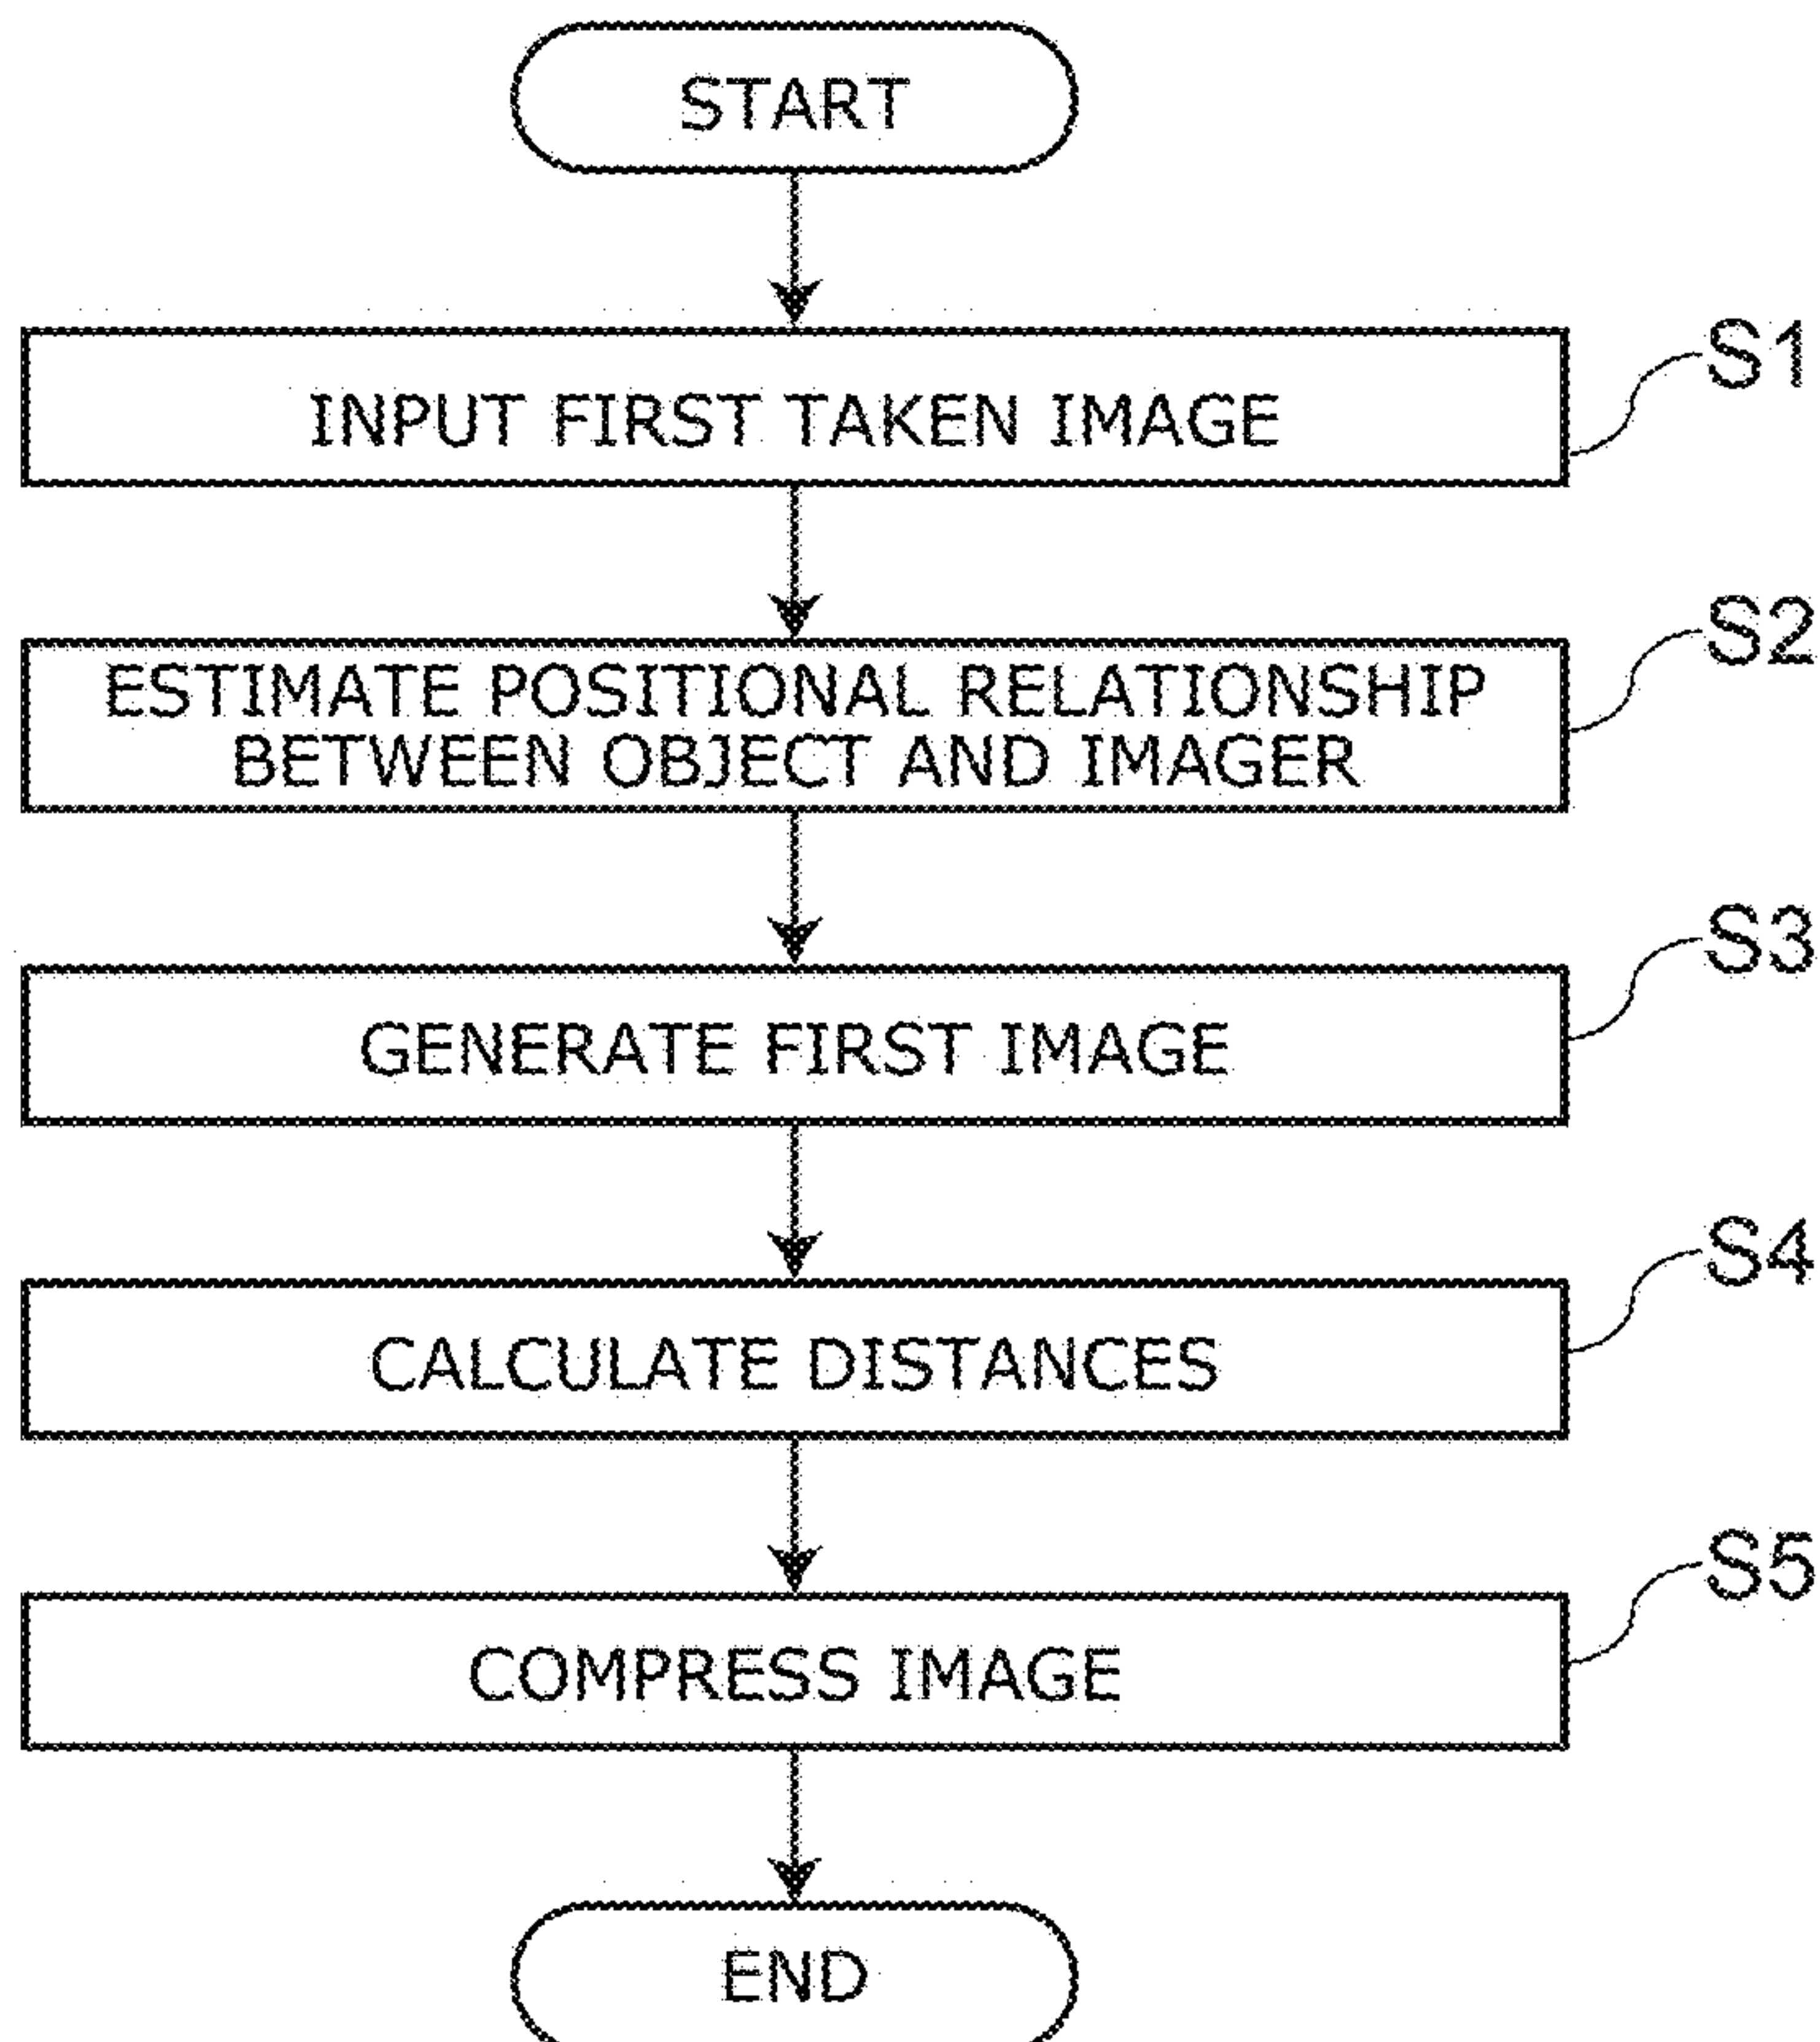 START
S1
INPUT FIRST TAKEN IMAGE
S2
ESTIMATE POSITIONAL RELATIONSHIP
BETWEEN OBJECT AND IMAGER
S3
GENERATE FIRST IMAGE
S4
CALCULATE DISTANCES
S5
COMPRESS IMAGE
END